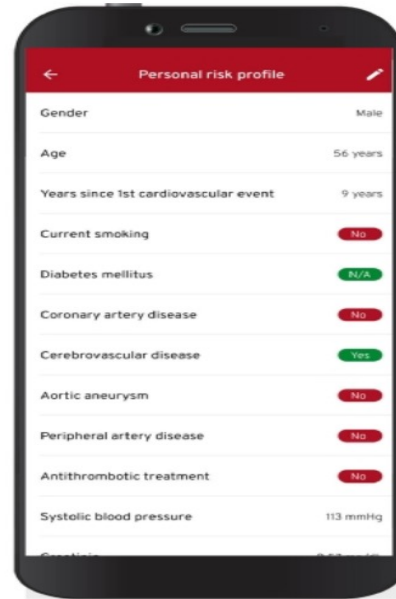 Personal risk profile
Gender Male
Age 56 years
Years since 1st cardiovascular event 9 years
Current smoking No
Diabetes mellitus N/A
Coronary artery disease No
Cerebrovascular disease Yes
Aortic aneurysm No
Peripheral artery disease No
Antithrombotic treatment No
Systolic blood pressure 113 mmHg